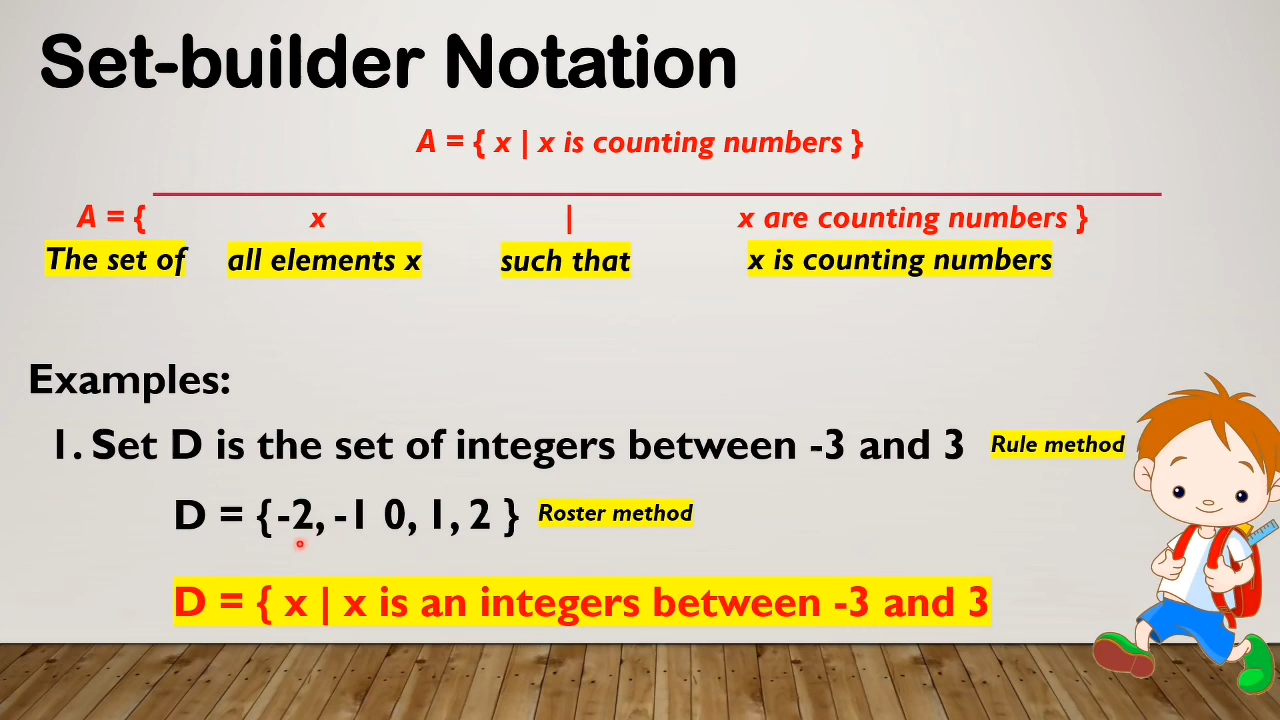 Set-builder Notation
A = { x | x is counting numbers }
A = { x | x are counting numbers }
The set of all elements x such that x is counting numbers
Examples:
1. Set D is the set of integers between -3 and 3 Rule method
D = {-2, -1 0, 1, 2 } Roster method
D = { x | x is an integers between -3 and 3